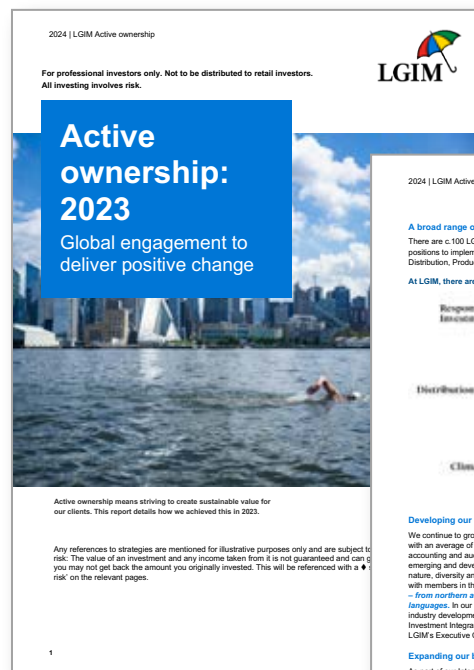 2024 | LGIM Active ownership
For professional investors only. Not to be distributed to retail investors.
All investing involves risk.
LGIM
Active
ownership:
2023
Global engagement to
deliver positive change
Active ownership means striving to create sustainable value for
our clients. This report details how we achieved this in 2023.
Any references to strategies are mentioned for illustrative purposes only and are subject to
risk: The value of an investment and any income taken from it is not guaranteed and can g
you may not get back the amount you originally invested. This will be referenced with a ♦
risk' on the relevant pages.
1
2024 | LGIM Active
A broad range o
There are c.100 LG
positions to implem
Distribution, Produc
At LGIM, there are
Respon
Investm
Distribution
Clim
Developing our
We continue to gro
with an average of
accounting and aud
emerging and deve
nature, diversity an
with members in th
– from northern a
languages. In our
industry developme
Investment Integra
LGIM's Executive C
Expanding our t